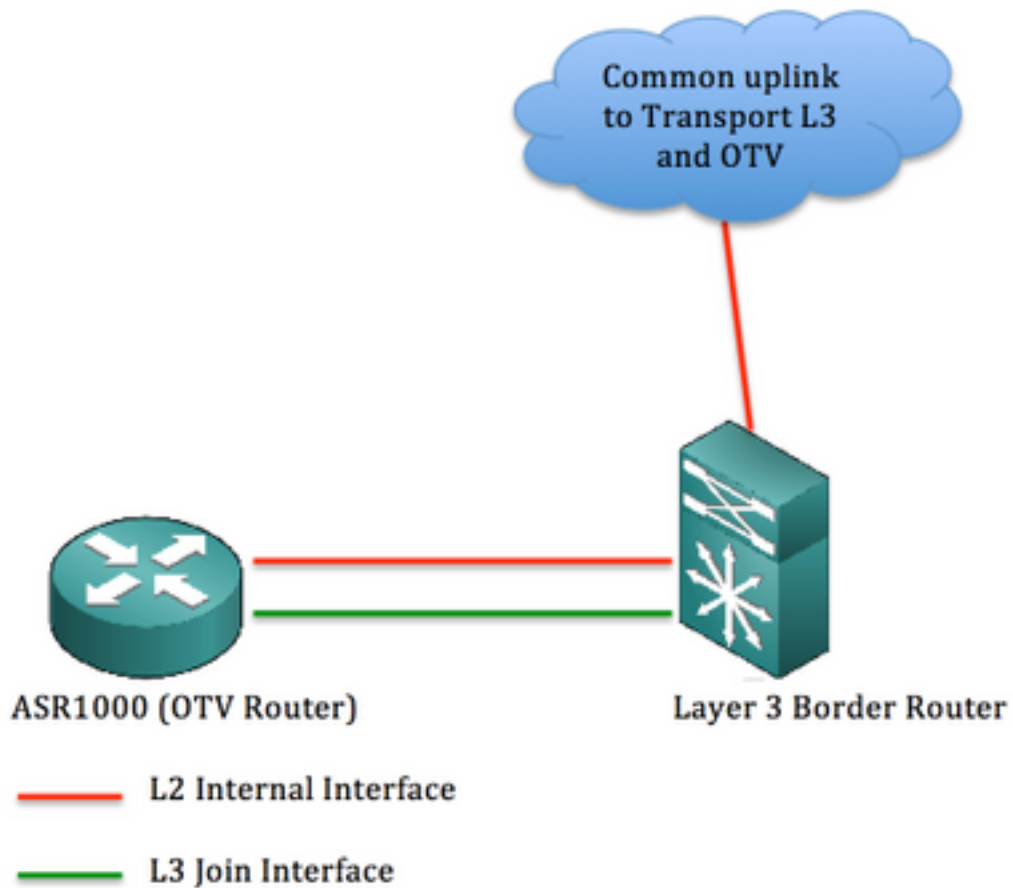 Common uplink
to Transport L3
and OTV
ASR1000 (OTV Router)
Layer 3 Border Router
L2 Internal Interface
L3 Join Interface